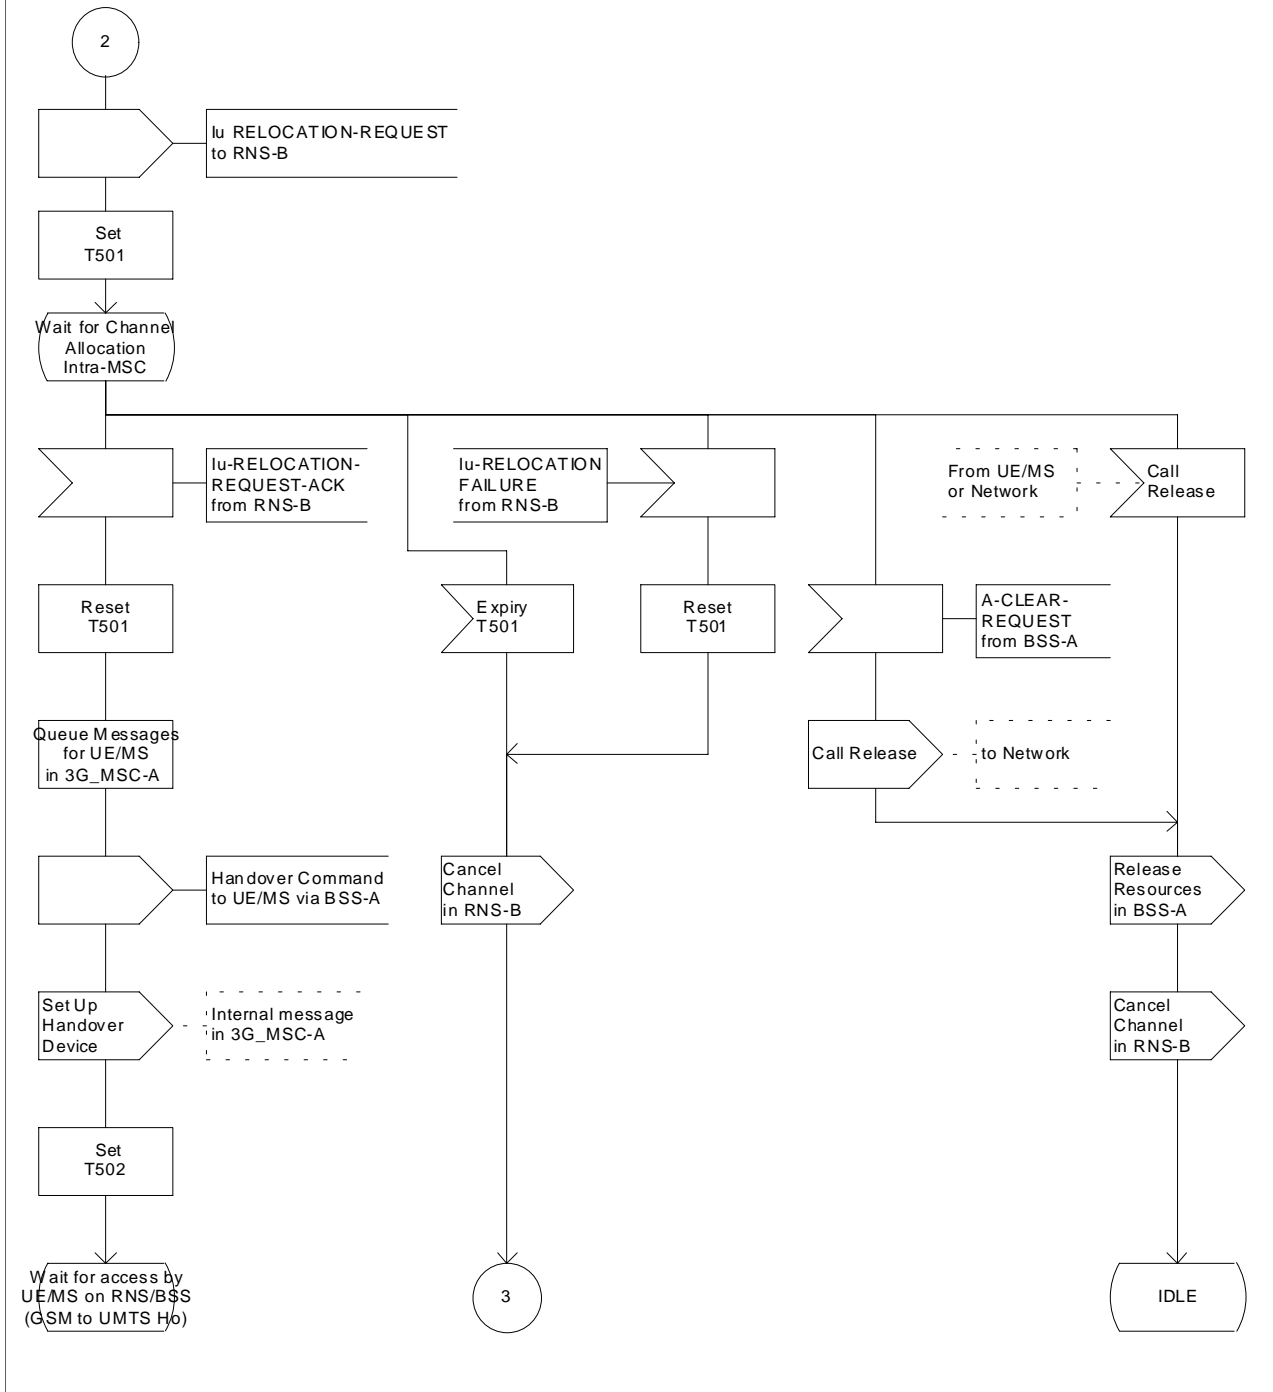 2
Iu RELOCATION-REQUEST
to RNS-B
Set
T501
Wait for Channel
Allocation
Intra-MSC
Iu-RELOCATION-
REQUEST-ACK
from RNS-B
Iu-RELOCATION
FAILURE
from RNS-B
From UE/MS
or Network
Call
Release
Reset
T501
Expiry
T501
Reset
T501
A-CLEAR-
REQUEST
from BSS-A
Queue Messages
for UE/MS
in 3G_MSC-A
Call Release
to Network
Handover Command
to UE/MS via BSS-A
Cancel
Channel
in RNS-B
Release
Resources
in BSS-A
Set Up
Handover
Device
Internal message
in 3G_MSC-A
Cancel
Channel
in RNS-B
Set
T502
Wait for access by
UE/MS on RNS/BSS
(GSM to UMTS Ho)
3
IDLE